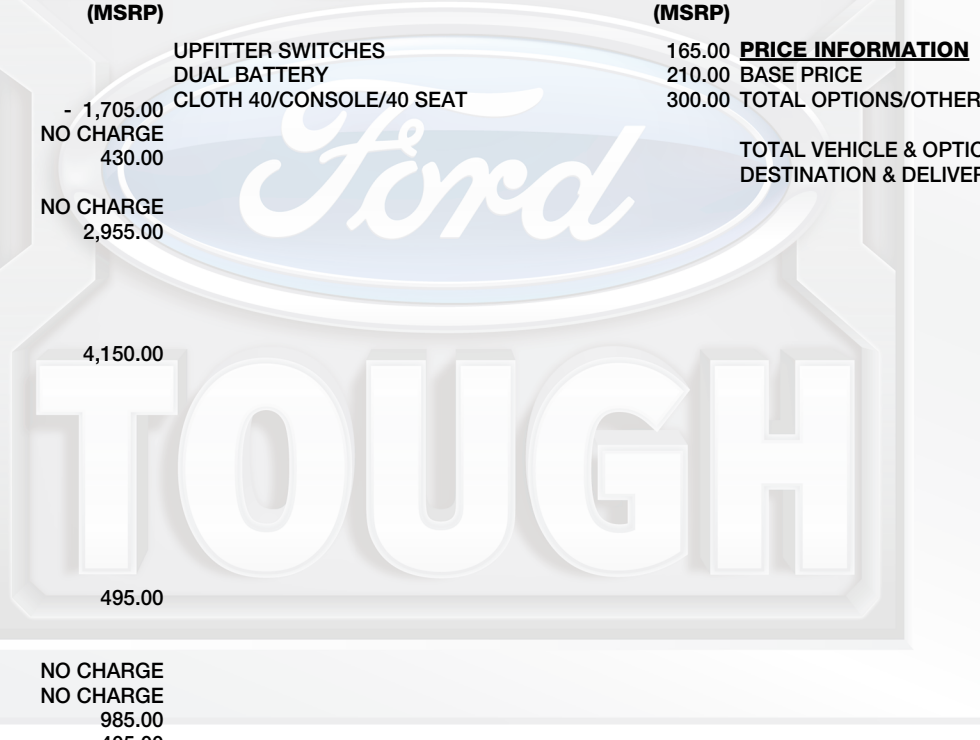 (MSRP)
- 1,705.00
NO CHARGE
430.00
NO CHARGE
2,955.00
4,150.00
495.00
NO CHARGE
NO CHARGE
985.00
(MSRP)
UPFITTER SWITCHES 165.00
DUAL BATTERY 210.00
CLOTH 40/CONSOLE/40 SEAT 300.00
PRICE INFORMATION
BASE PRICE
TOTAL OPTIONS/OTHER
TOTAL VEHICLE & OPTIO
DESTINATION & DELIVER
Ford
TOUGH